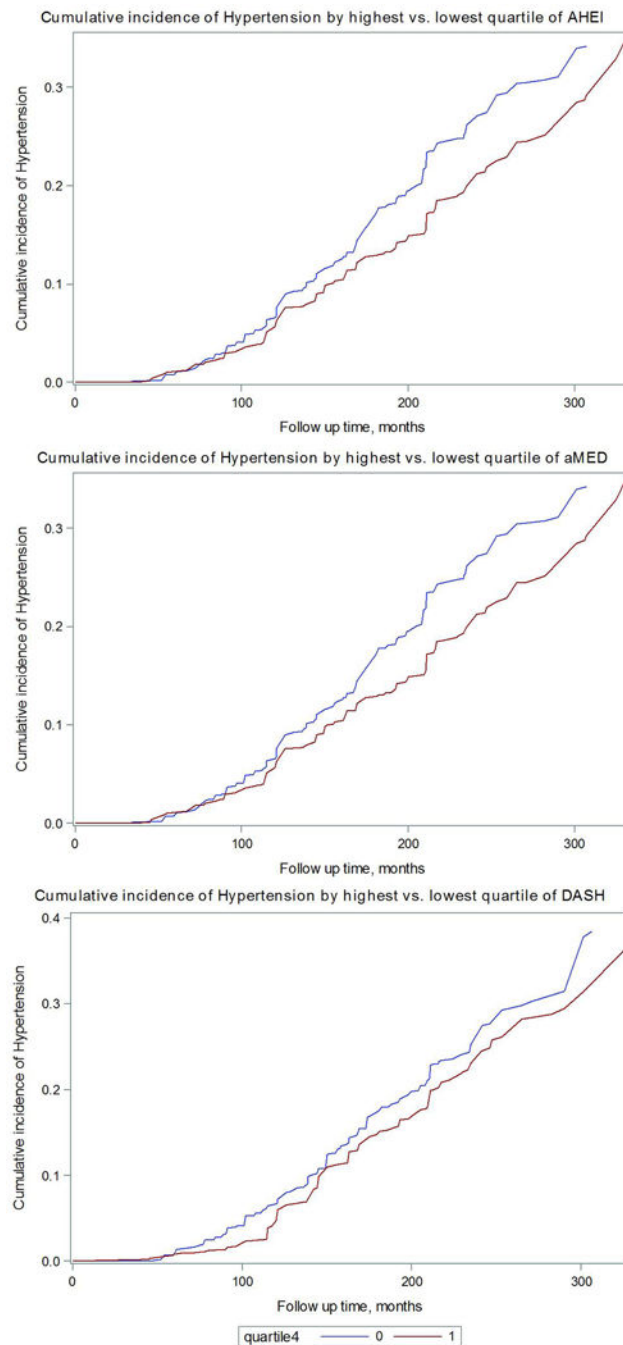 Cumulative incidence of Hypertension by highest vs. lowest quartile of AHEI
Cumulative incidence of Hypertension
0.3
0.2
0.1
0.0
0
100
200
300
Follow up time, months
Cumulative incidence of Hypertension by highest vs. lowest quartile of aMED
Cumulative incidence of Hypertension
0.3
0.2
0.1
0.0
0
100
200
300
Follow up time, months
Cumulative incidence of Hypertension by highest vs. lowest quartile of DASH
Cumulative incidence of Hypertension
0.4
0.3
0.2
0.1
0.0
0
100
200
300
Follow up time, months
quartile4 0 1